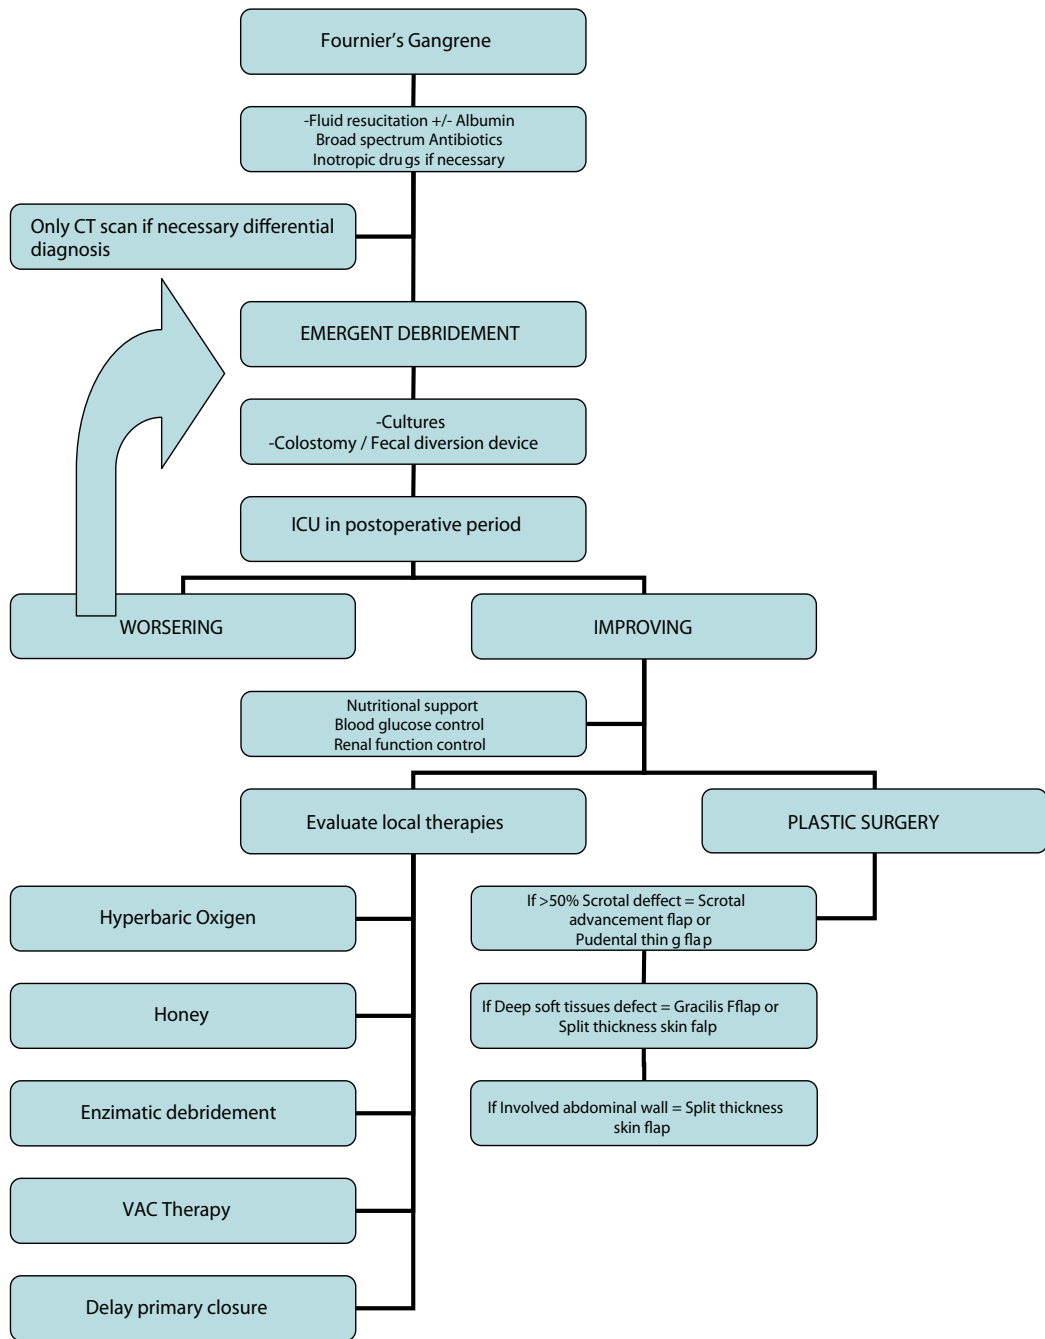 Fournier's Gangrene
-Fluid resucitation +/- Albumin
Broad spectrum Antibiotics
Inotropic drugs if necessary
Only CT scan if necessary differential
diagnosis
EMERGENT DEBRIDEMENT
-Cultures
-Colostomy / Fecal diversion device
ICU in postoperative period
WORSERING
IMPROVING
Nutritional support
Blood glucose control
Renal function control
Evaluate local therapies
PLASTIC SURGERY
Hyperbaric Oxigen
If >50% Scrotal deffect = Scrotal
advancement flap or
Pudental thin g flap
Honey
If Deep soft tissues defect = Gracilis Fflap or
Split thickness skin falp
Enzimatic debridement
If Involved abdominal wall = Split thickness
skin flap
VAC Therapy
Delay primary closure